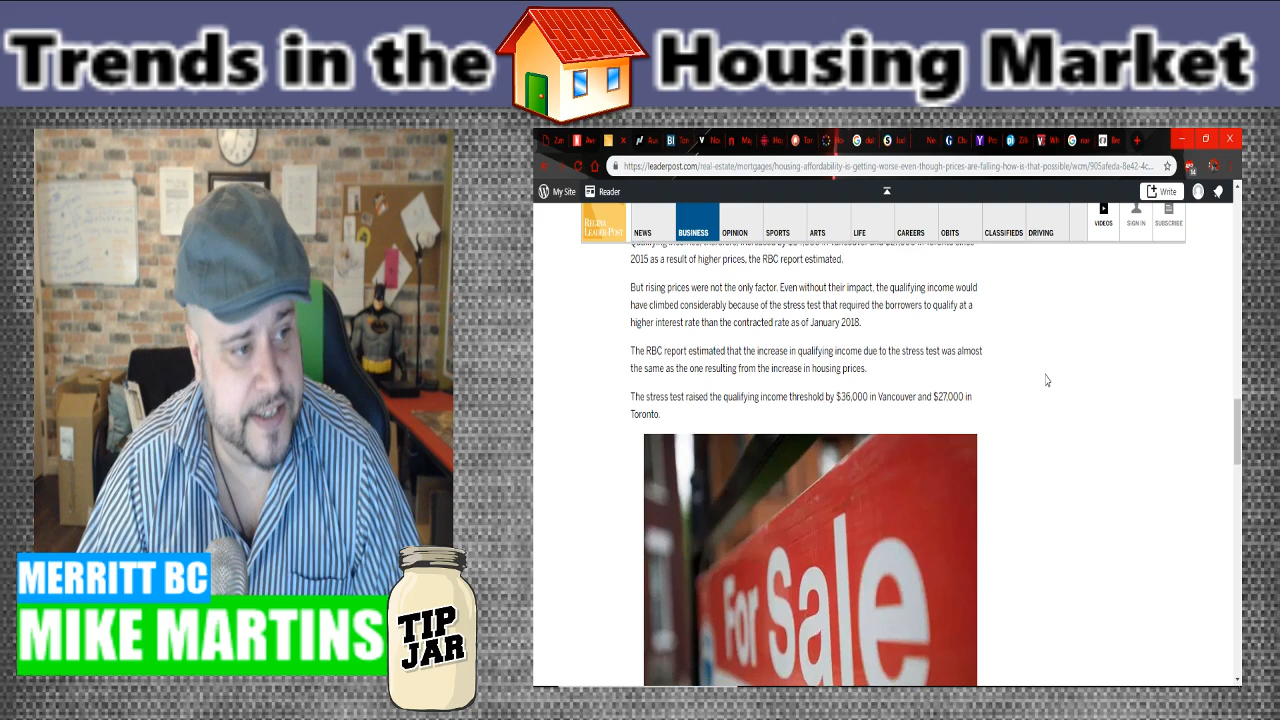 Trends in the Housing Market
https://leaderpost.com/real-estate/mortgages/housing-affordability-is-getting-worse-even-though-prices-are-falling-how-is-that-possible/wcm/905afeda-8e42-4c...
My Site Reader Write
REGINA
LEADER-POST
NEWS BUSINESS OPINION SPORTS ARTS LIFE CAREERS OBITS CLASSIFIEDS DRIVING VIDEOS SIGN IN SUBSCRIBE
2015 as a result of higher prices, the RBC report estimated.
But rising prices were not the only factor. Even without their impact, the qualifying income would
have climbed considerably because of the stress test that required the borrowers to qualify at a
higher interest rate than the contracted rate as of January 2018.
The RBC report estimated that the increase in qualifying income due to the stress test was almost
the same as the one resulting from the increase in housing prices.
The stress test raised the qualifying income threshold by $36,000 in Vancouver and $27,000 in
Toronto.
For Sale
MERRITT BC
MIKE MARTINS
TIP
JAR